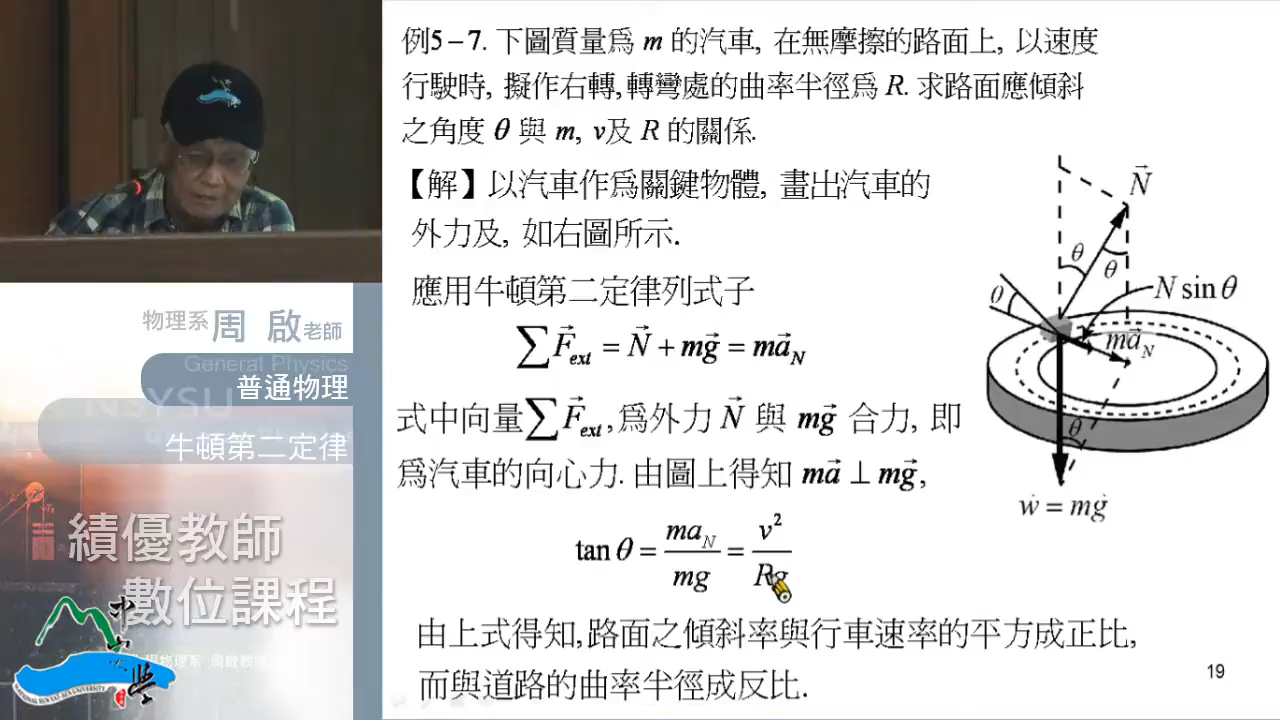 例5-7. 下圖質量爲 m 的汽車, 在無摩擦的路面上, 以速度
行駛時, 擬作右轉, 轉彎處的曲率半徑爲 R. 求路面應傾斜
之角度 θ 與 m, v及 R 的關係.
【解】以汽車作爲關鍵物體, 畫出汽車的
外力及, 如右圖所示.
應用牛頓第二定律列式子
∑F⃗ext = N⃗ + mg⃗ = ma⃗N
式中向量∑F⃗ext, 爲外力 N⃗ 與 mg⃗ 合力, 即
爲汽車的向心力. 由圖上得知 ma⃗ ⊥ mg⃗,
tan θ = maN / mg = v² / Rg
由上式得知, 路面之傾斜率與行車速率的平方成正比,
而與道路的曲率半徑成反比.
N⃗
θ
θ
θ
N sin θ
ma⃗N
θ
w⃗ = mg⃗
19
物理系 周 啟 老師
General Physics
普通物理
NSYSU
牛頓第二定律
績優教師
數位課程